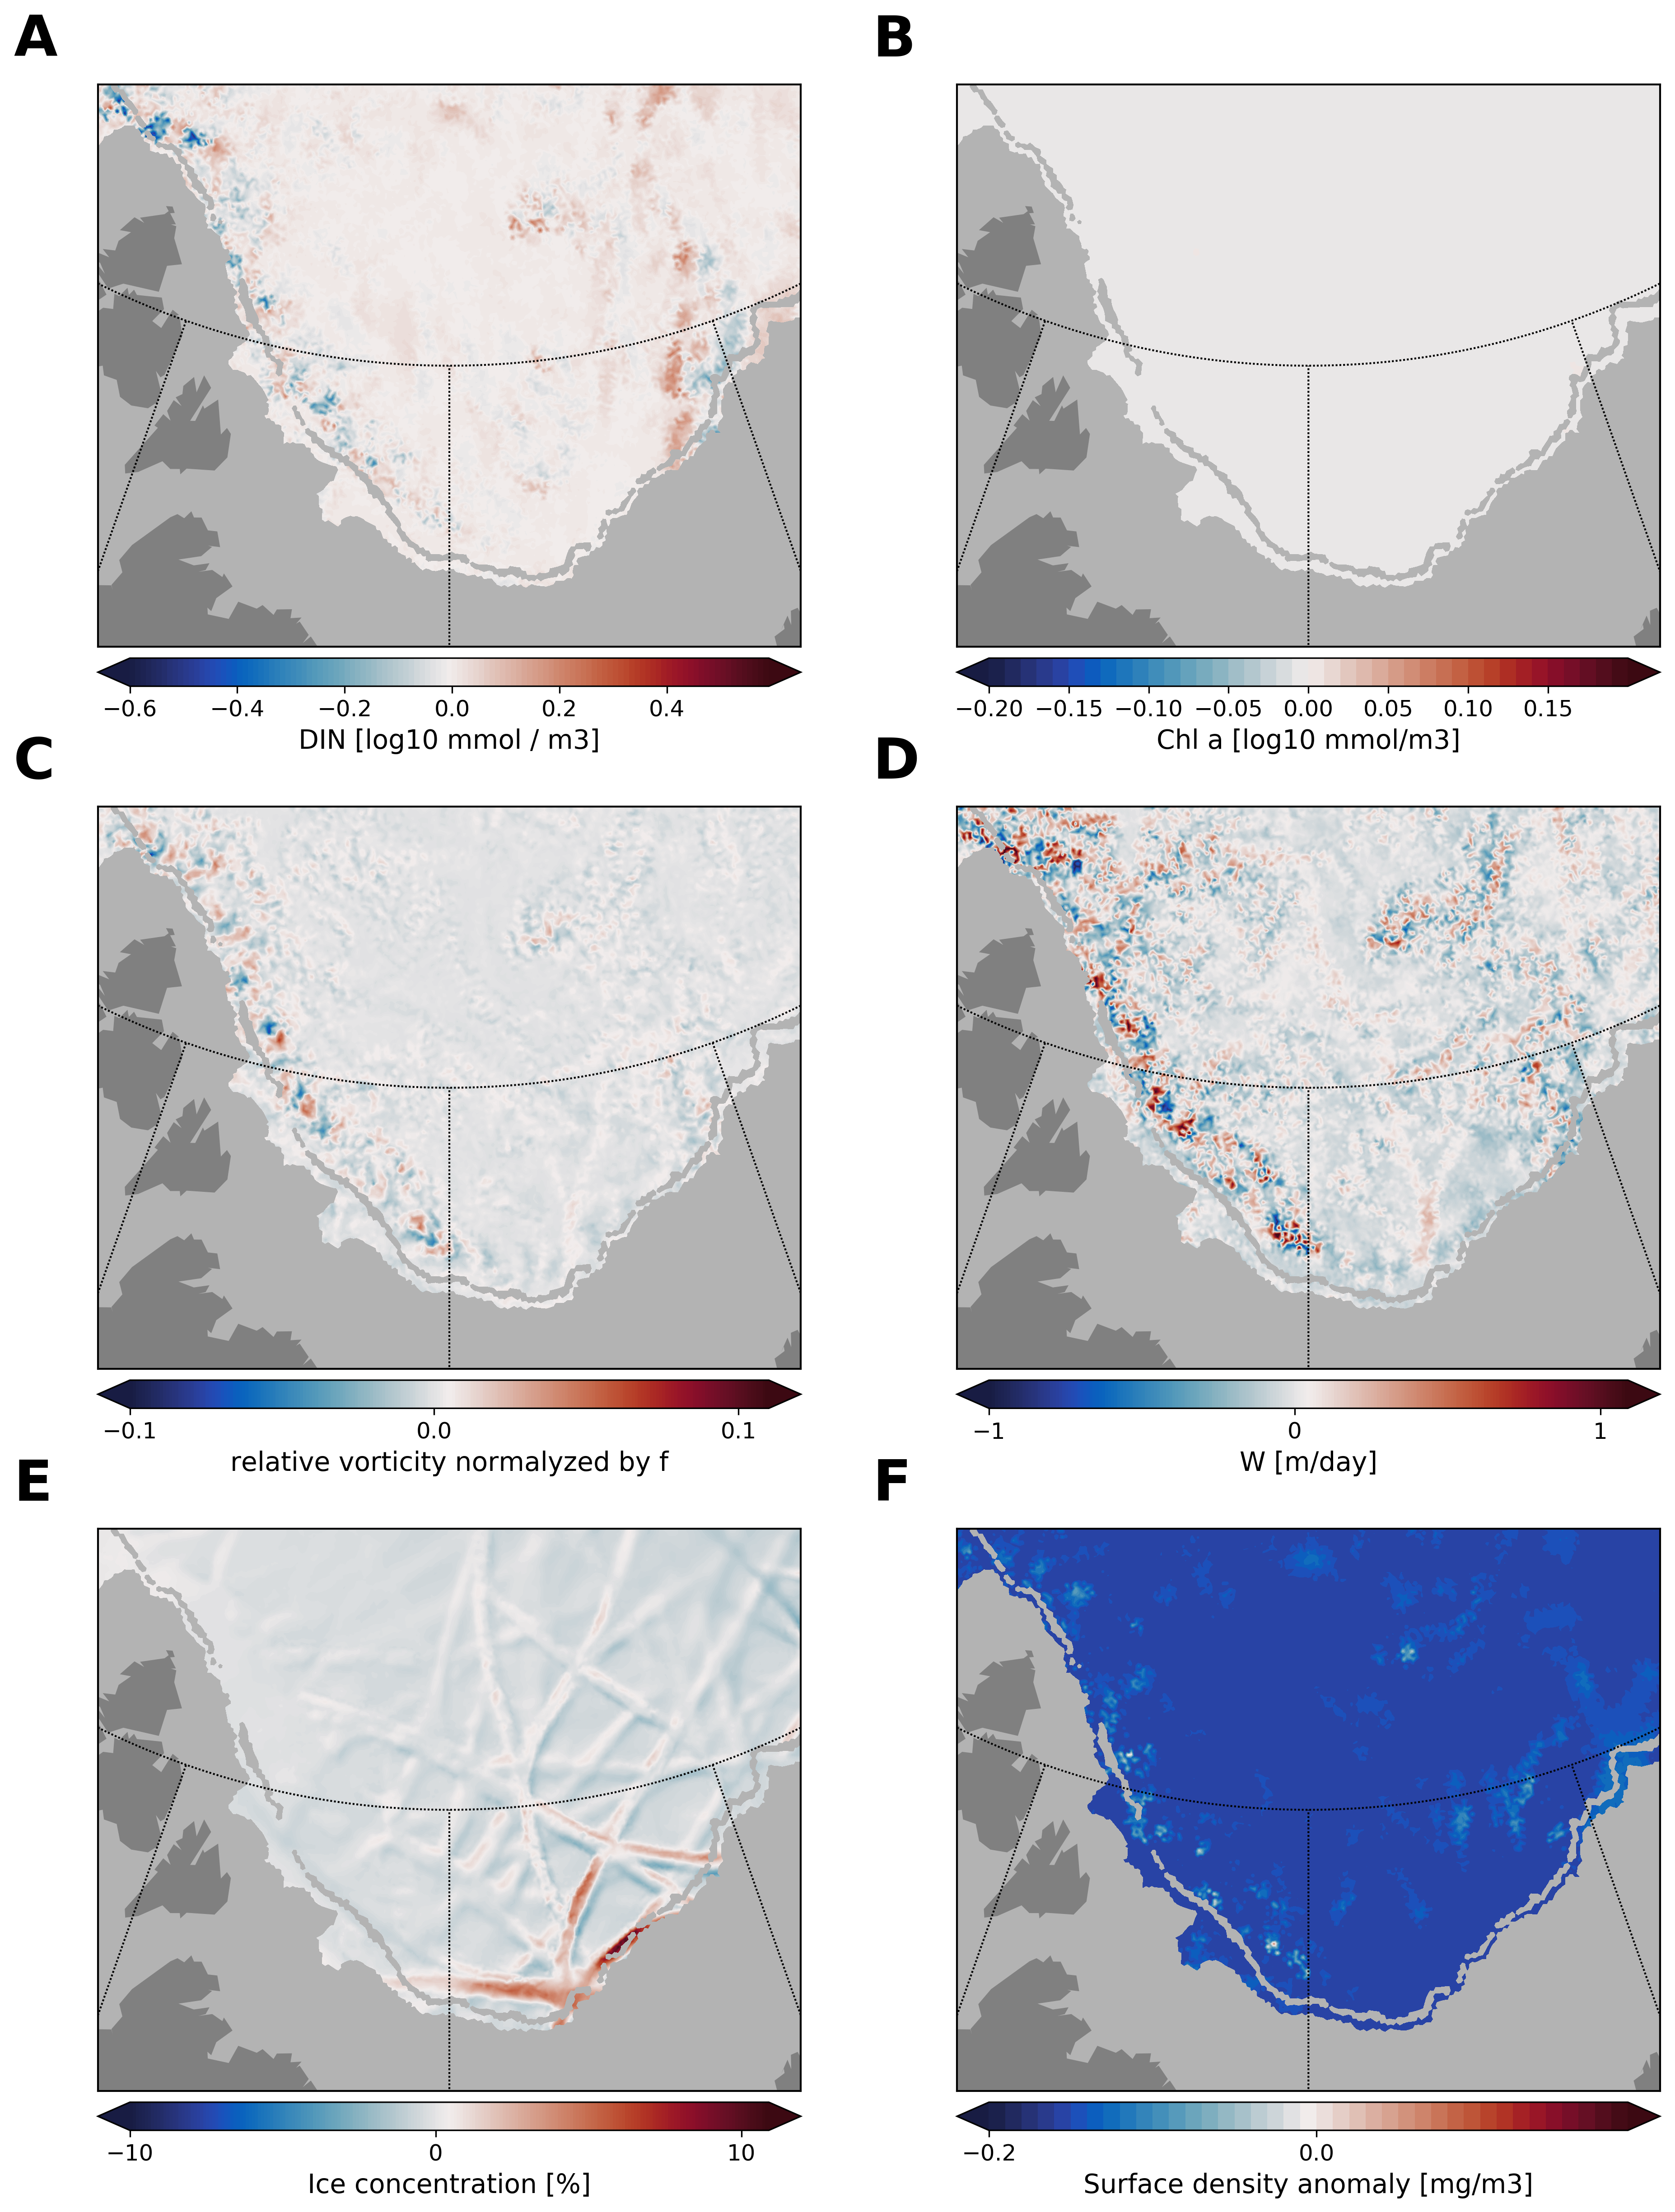 A
B
−0.6 −0.4 −0.2 0.0 0.2 0.4
DIN [log10 mmol / m3]
−0.20 −0.15 −0.10 −0.05 0.00 0.05 0.10 0.15
Chl a [log10 mmol/m3]
C
D
−0.1 0.0 0.1
relative vorticity normalyzed by f
−1 0 1
W [m/day]
E
F
−10 0 10
Ice concentration [%]
−0.2 0.0
Surface density anomaly [mg/m3]